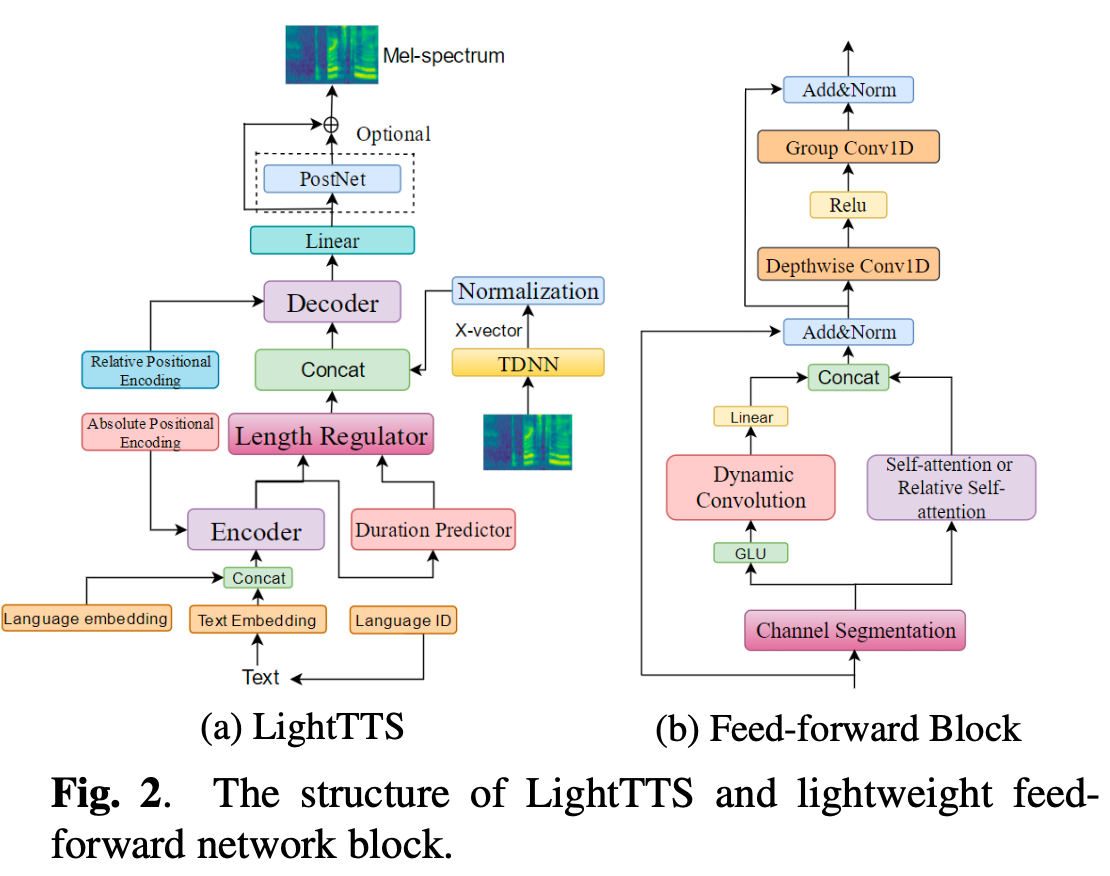 Mel-spectrum
Optional
PostNet
Linear
Decoder
Normalization
X-vector
Relative Positional
Encoding
Concat
TDNN
Absolute Positional
Encoding
Length Regulator
Encoder
Duration Predictor
Concat
Language embedding
Text Embedding
Language ID
Text
(a) LightTTS
Add&Norm
Group Conv1D
Relu
Depthwise Conv1D
Add&Norm
Concat
Linear
Dynamic
Convolution
Self-attention or
Relative Self-
attention
GLU
Channel Segmentation
(b) Feed-forward Block
Fig. 2. The structure of LightTTS and lightweight feed-
forward network block.